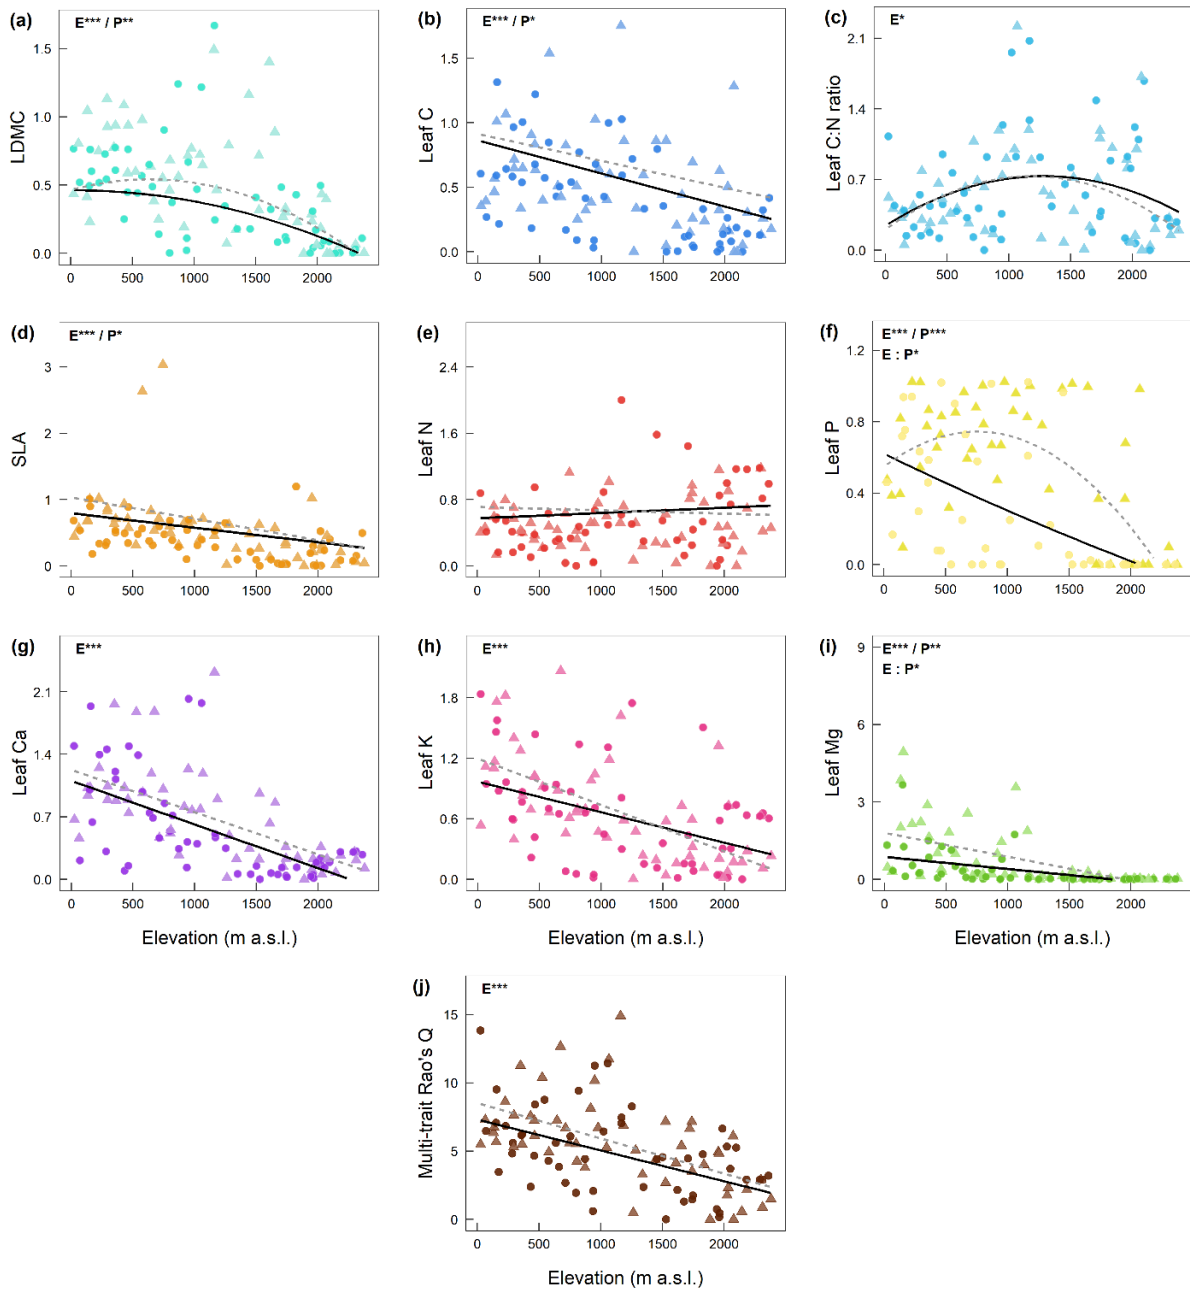 (a)
E*** / P**
LDMC
1.5
1.0
0.5
0.0
0 500 1000 1500 2000
(b)
E*** / P*
Leaf C
1.5
1.0
0.5
0.0
0 500 1000 1500 2000
(c)
E*
Leaf C:N ratio
2.1
1.4
0.7
0.0
0 500 1000 1500 2000
(d)
E*** / P*
SLA
3
2
1
0
0 500 1000 1500 2000
(e)
Leaf N
2.4
1.6
0.8
0.0
0 500 1000 1500 2000
(f)
E*** / P***
E : P*
Leaf P
1.2
0.8
0.4
0.0
0 500 1000 1500 2000
(g)
E***
Leaf Ca
2.1
1.4
0.7
0.0
0 500 1000 1500 2000
Elevation (m a.s.l.)
(h)
E***
Leaf K
1.8
1.2
0.6
0.0
0 500 1000 1500 2000
Elevation (m a.s.l.)
(i)
E*** / P**
E : P*
Leaf Mg
9
6
3
0
0 500 1000 1500 2000
Elevation (m a.s.l.)
(j)
E***
Multi-trait Rao's Q
15
10
5
0
0 500 1000 1500 2000
Elevation (m a.s.l.)